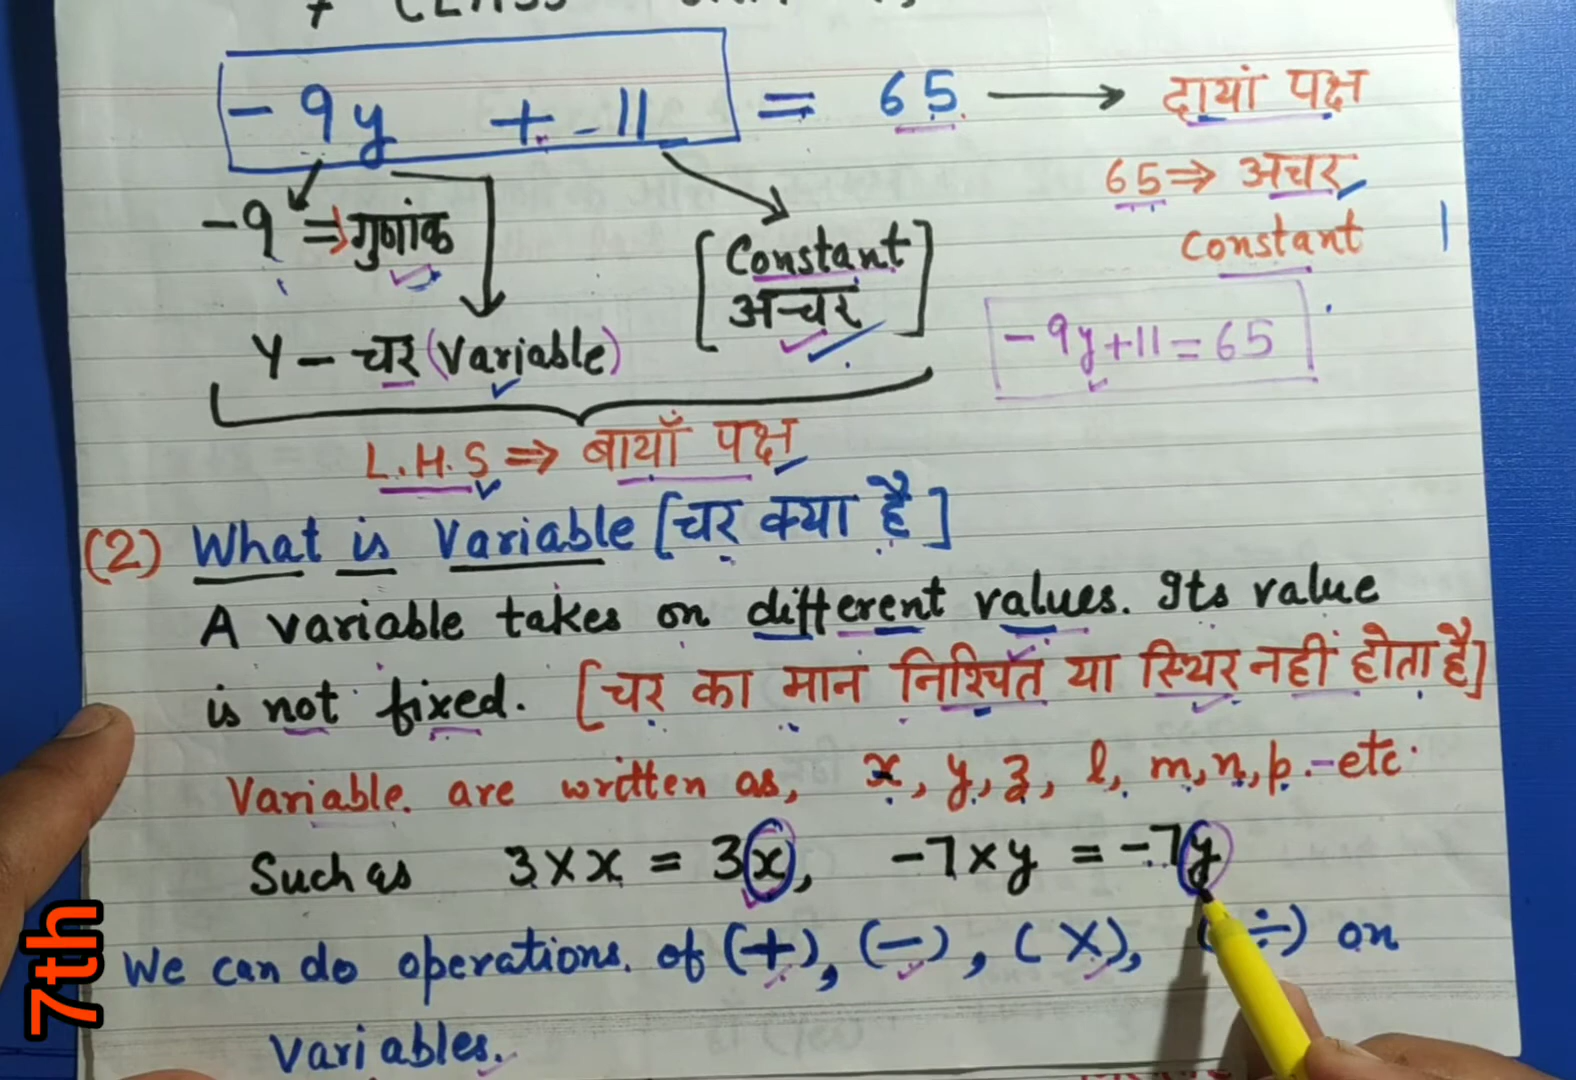 7 CLASS
-9y + -11 = 65 → दायां पक्ष
65 ⇒ अचर
-9 ⇒ गुणांक
[Constant
अचर]
Constant
Y - चर (Variable)
-9y+11=65
L.H.S ⇒ बायाँ पक्ष
(2) What is Variable [चर क्या है]
A variable takes on different values. Its value
is not fixed. [चर का मान निश्चित या स्थिर नहीं होता है]
Variable. are written as, x, y, z, l, m, n, p.-etc.
Such as 3×x = 3x, -7×y = -7y
We can do operations. of (+), (-), (×), (÷) on
Variables.
7th